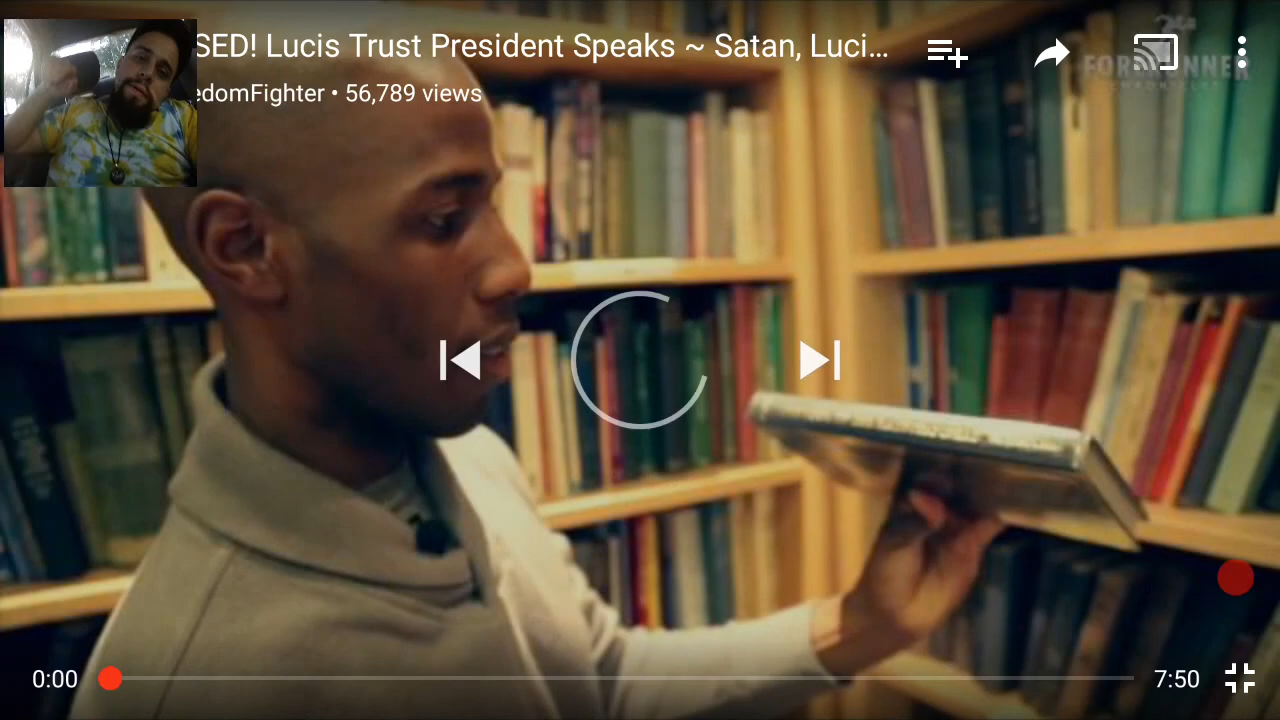 SED! Lucis Trust President Speaks ~ Satan, Luci...
edomFighter • 56,789 views
0:00
7:50